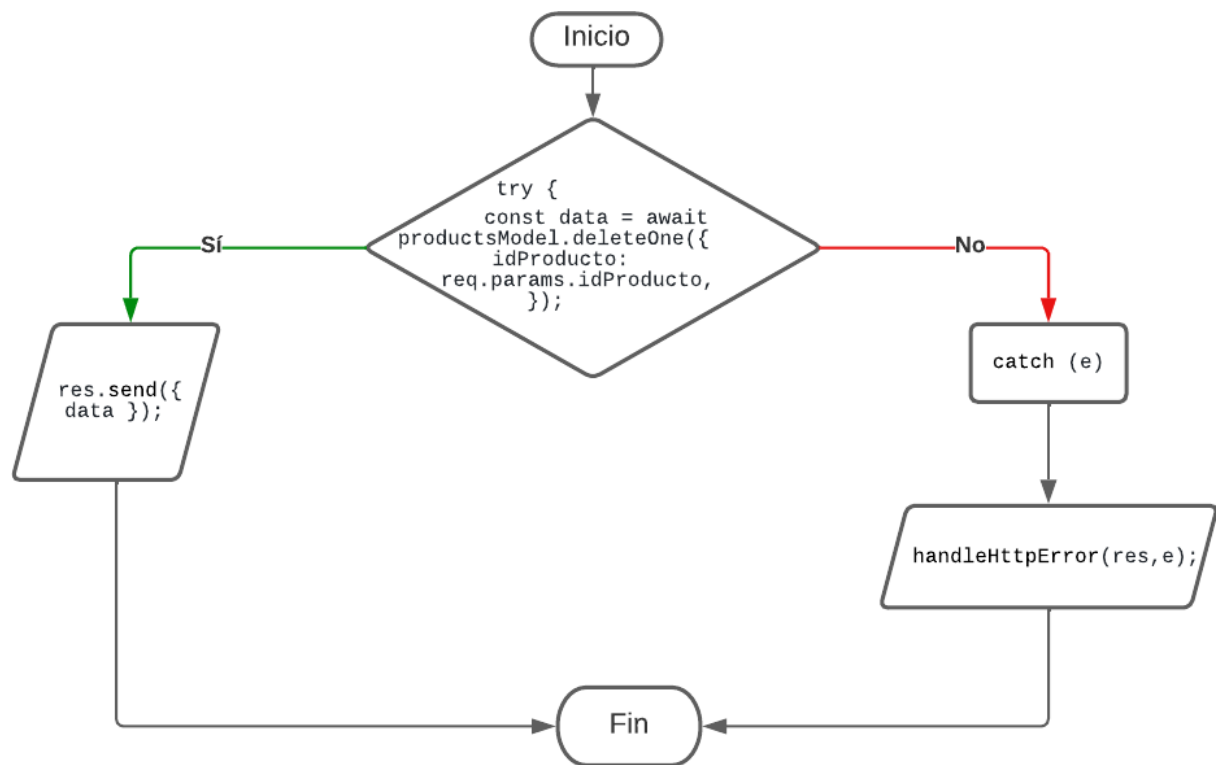 Inicio
try {
const data = await
productsModel.deleteOne({
idProducto:
req.params.idProducto,
});
Sí
No
res.send({
data });
catch (e)
handleHttpError(res,e);
Fin